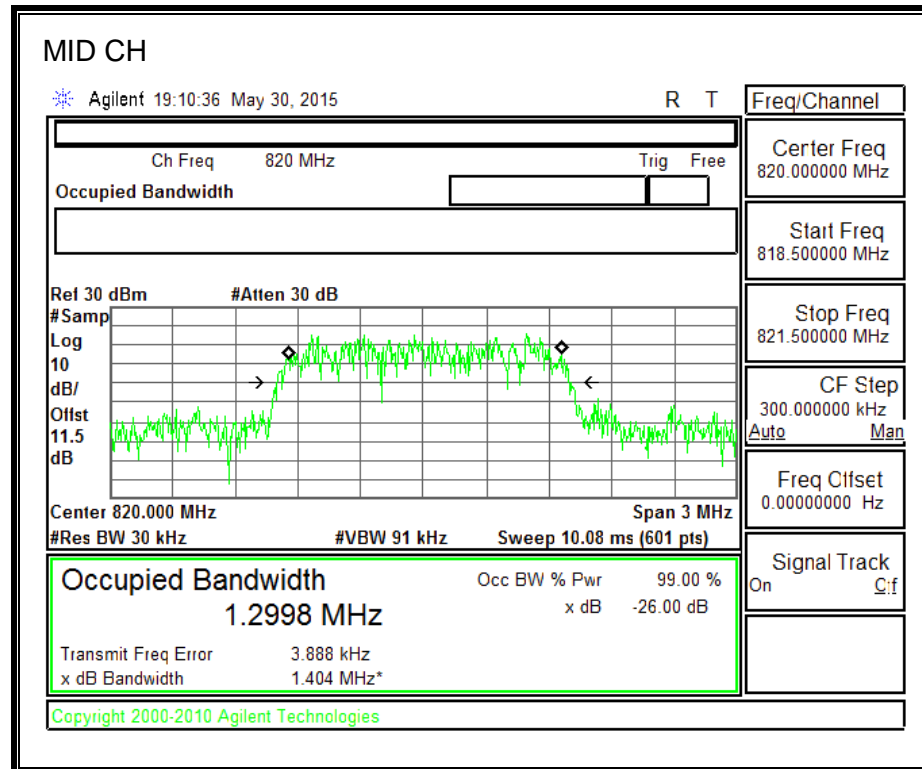 MID CH
Agilent 19:10:36 May 30, 2015 R T
Freq/Channel
Ch Freq 820 MHz Trig Free
Occupied Bandwidth
Center Freq
820.000000 MHz
Start Freq
818.500000 MHz
Stop Freq
821.500000 MHz
CF Step
300.000000 kHz
Auto Man
Freq Offset
0.00000000 Hz
Signal Track
On Off
Ref 30 dBm #Atten 30 dB
#Samp
Log
10
dB/
Offst
11.5
dB
Center 820.000 MHz Span 3 MHz
#Res BW 30 kHz #VBW 91 kHz Sweep 10.08 ms (601 pts)
Occupied Bandwidth Occ BW % Pwr 99.00 %
1.2998 MHz x dB -26.00 dB
Transmit Freq Error 3.888 kHz
x dB Bandwidth 1.404 MHz*
Copyright 2000-2010 Agilent Technologies